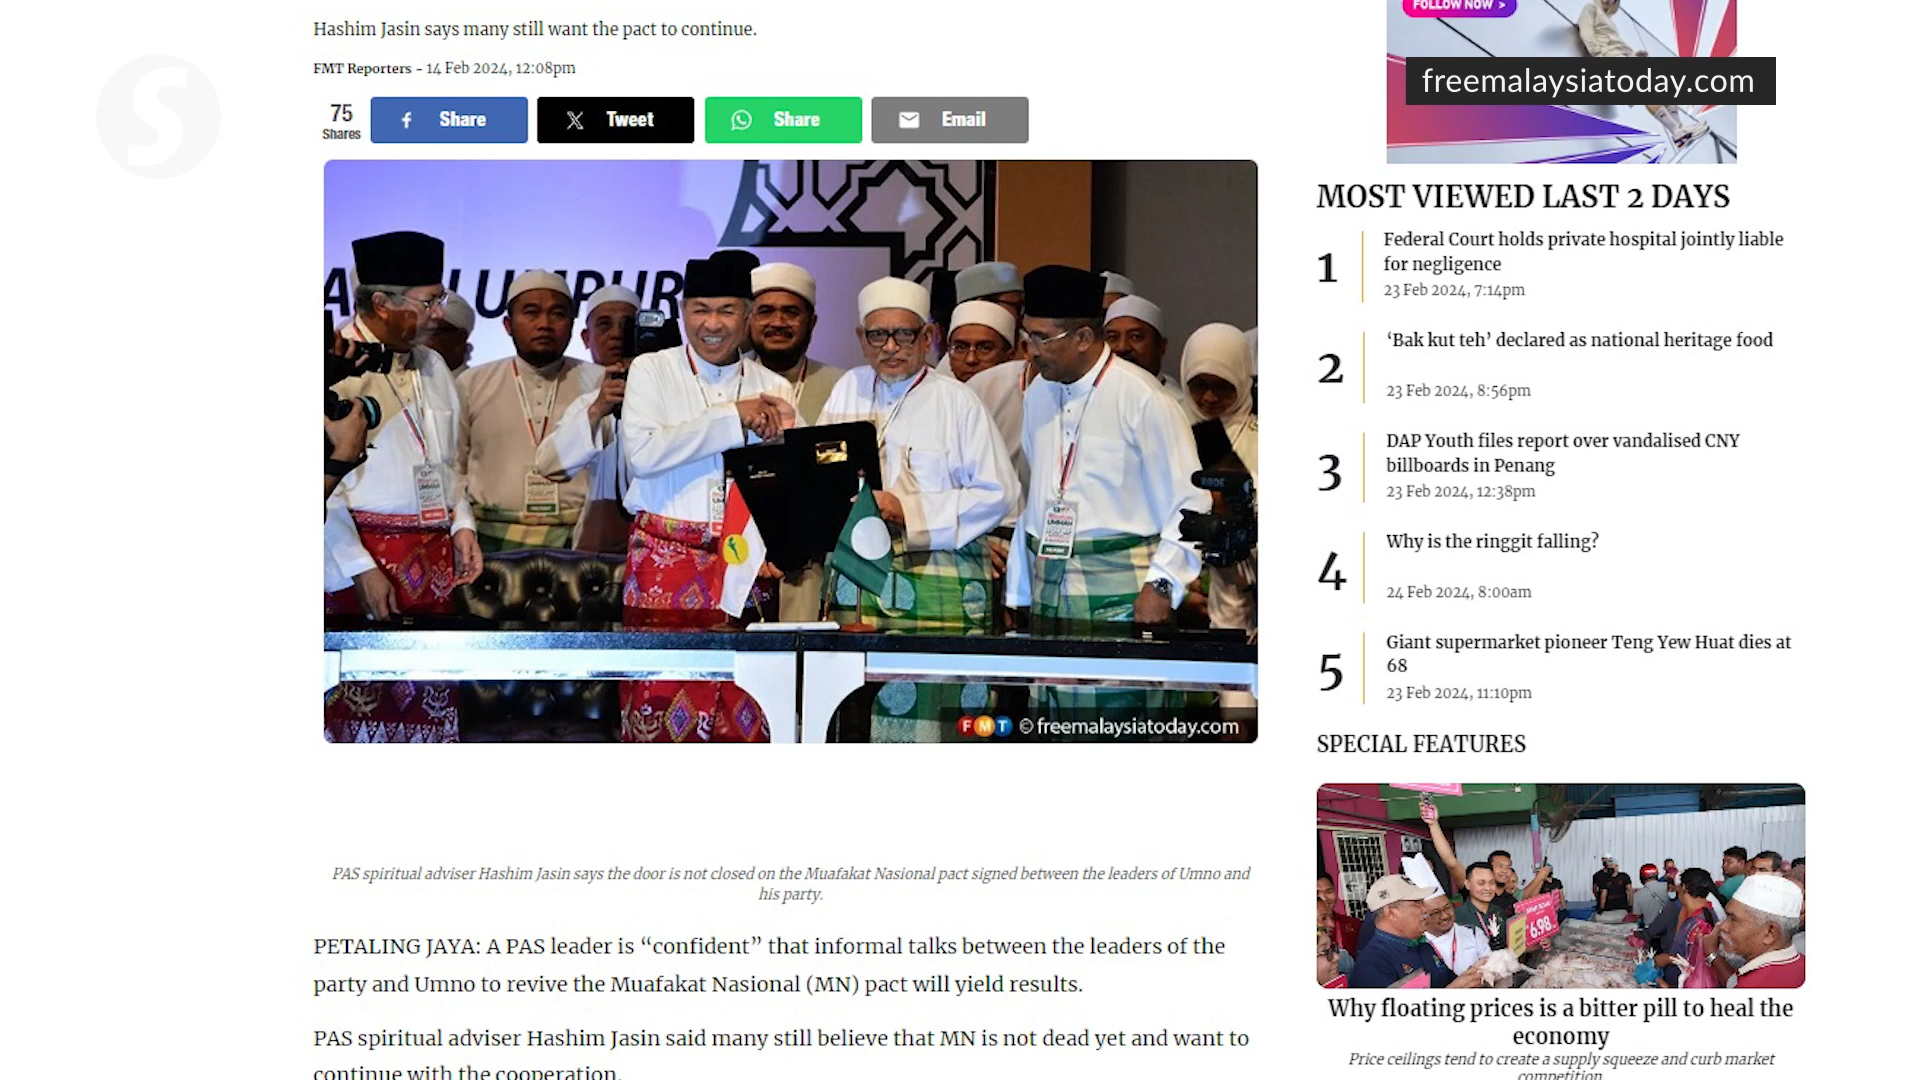 Hashim Jasin says many still want the pact to continue.
FMT Reporters - 14 Feb 2024, 12:08pm
75
Shares
Share
Tweet
Share
Email
LUMPUR
FMT © freemalaysiatoday.com
PAS spiritual adviser Hashim Jasin says the door is not closed on the Muafakat Nasional pact signed between the leaders of Umno and
his party.
PETALING JAYA: A PAS leader is “confident” that informal talks between the leaders of the
party and Umno to revive the Muafakat Nasional (MN) pact will yield results.
PAS spiritual adviser Hashim Jasin said many still believe that MN is not dead yet and want to
continue with the cooperation.
FOLLOW NOW >
freemalaysiatoday.com
MOST VIEWED LAST 2 DAYS
1
Federal Court holds private hospital jointly liable
for negligence
23 Feb 2024, 7:14pm
2
‘Bak kut teh’ declared as national heritage food
23 Feb 2024, 8:56pm
3
DAP Youth files report over vandalised CNY
billboards in Penang
23 Feb 2024, 12:38pm
4
Why is the ringgit falling?
24 Feb 2024, 8:00am
5
Giant supermarket pioneer Teng Yew Huat dies at
68
23 Feb 2024, 11:10pm
SPECIAL FEATURES
6.98
Why floating prices is a bitter pill to heal the
economy
Price ceilings tend to create a supply squeeze and curb market
competition.
S